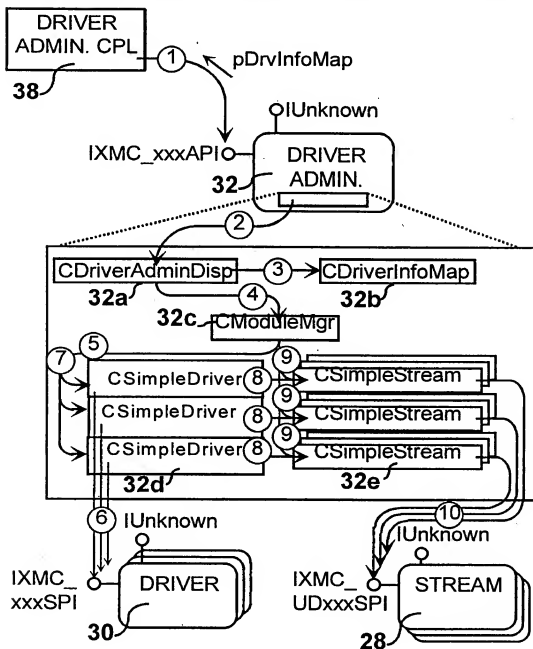 DRIVER
ADMIN. CPL
38
1
pDrvInfoMap
IUnknown
IXMC_xxxAPI
DRIVER
ADMIN.
32
2
CDriverAdminDisp
3
CDriverInfoMap
32a
4
32b
32c
CModuleMgr
5
7
9
CSimpleDriver
8
CSimpleStream
9
CSimpleDriver
8
CSimpleStream
9
CSimpleDriver
8
CSimpleStream
32d
32e
6
10
IUnknown
IUnknown
IXMC_
xxxSPI
DRIVER
30
IXMC_
UDxxxSPI
STREAM
28